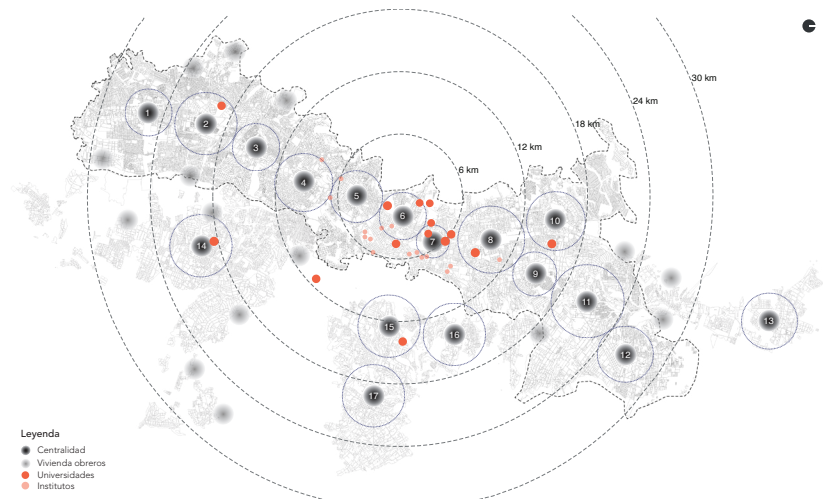 30 km
24 km
18 km
12 km
6 km
1
2
3
4
5
6
7
8
9
10
11
12
13
14
15
16
17
Leyenda
Centralidad
Vivienda obreros
Universidades
Institutos